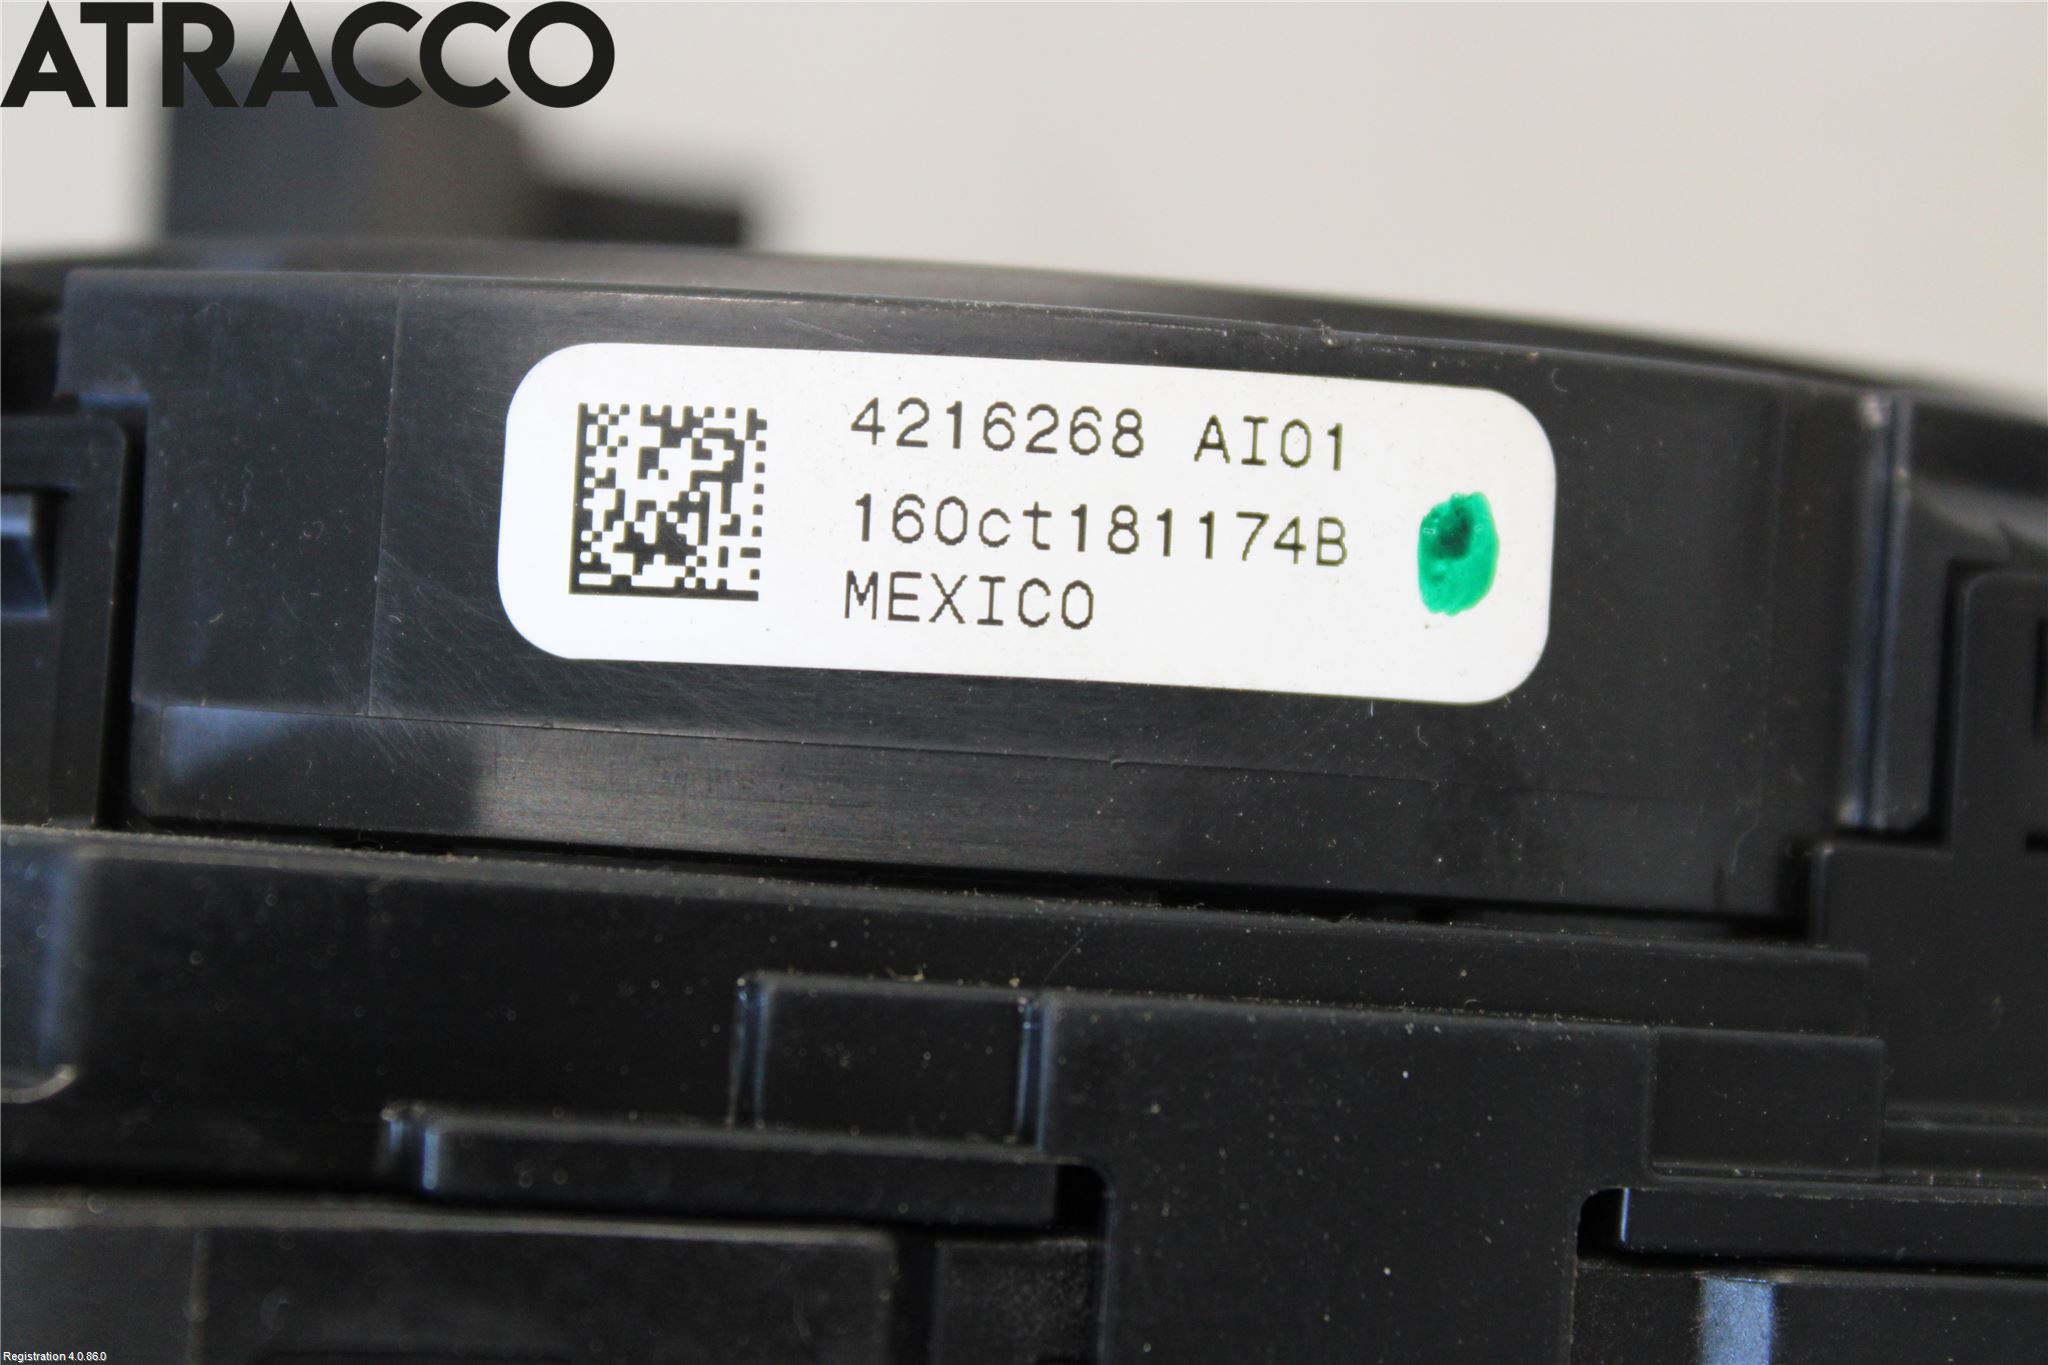 ATRACCO
4216268 AI01
16Oct181174B
MEXICO
Registration 4.0.86.0